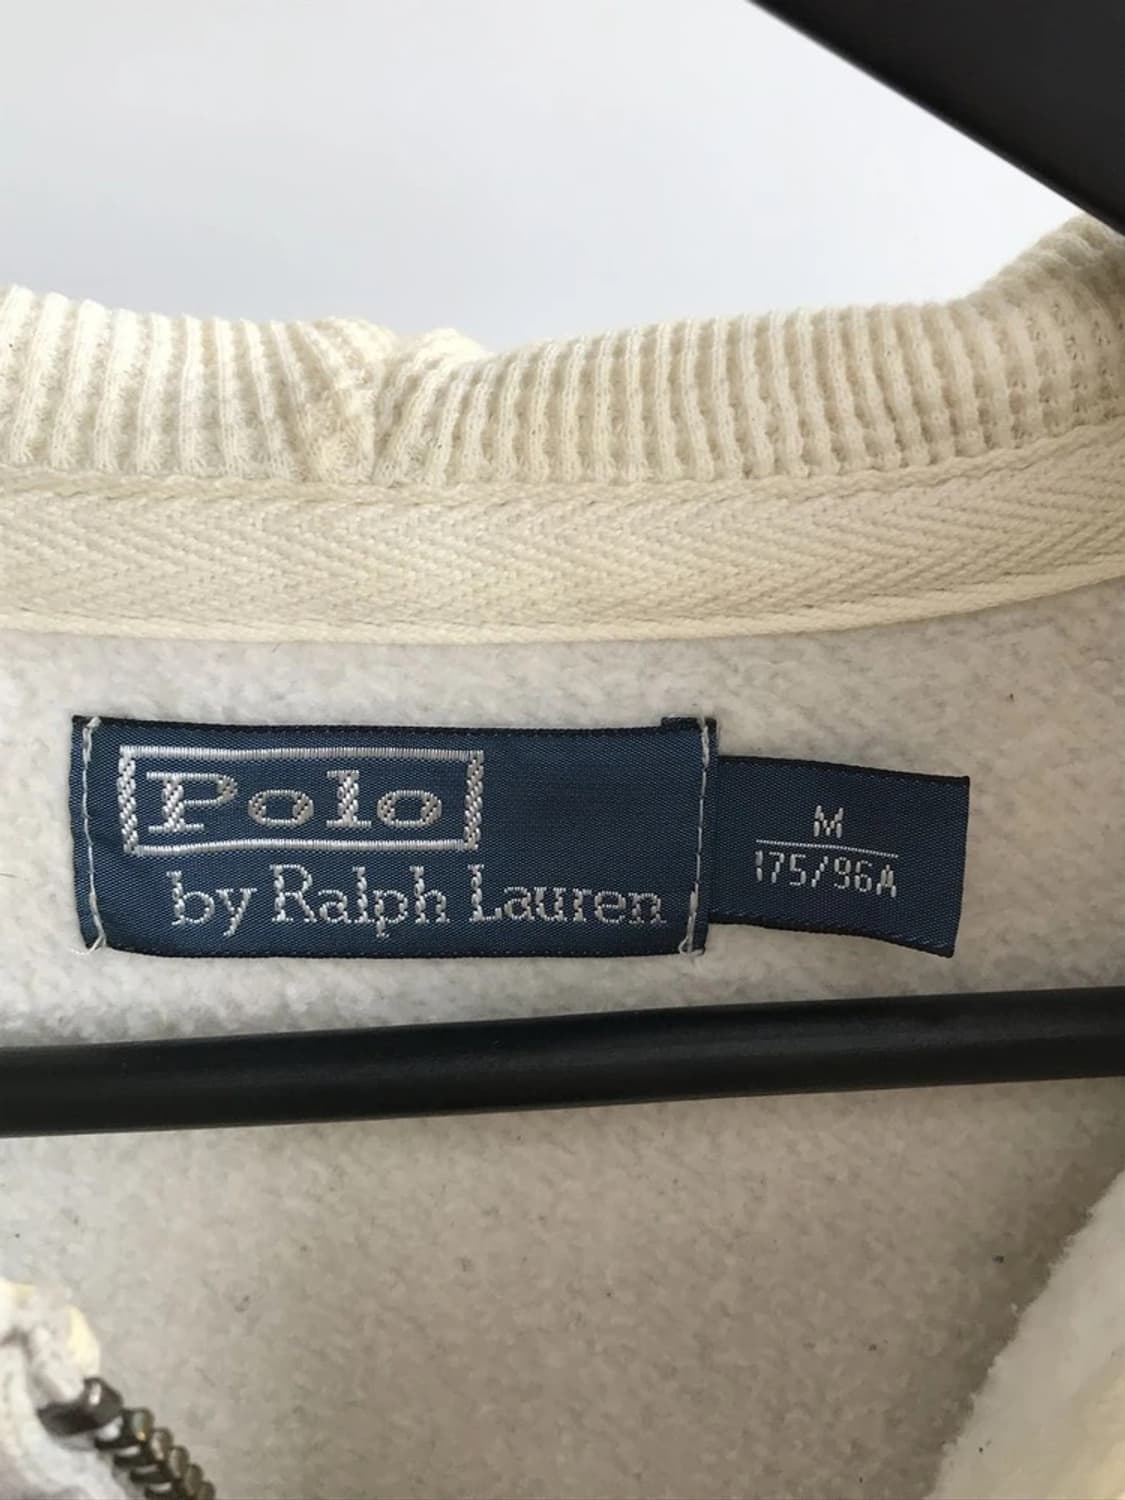 Polo
by Ralph Lauren
M
175/96A